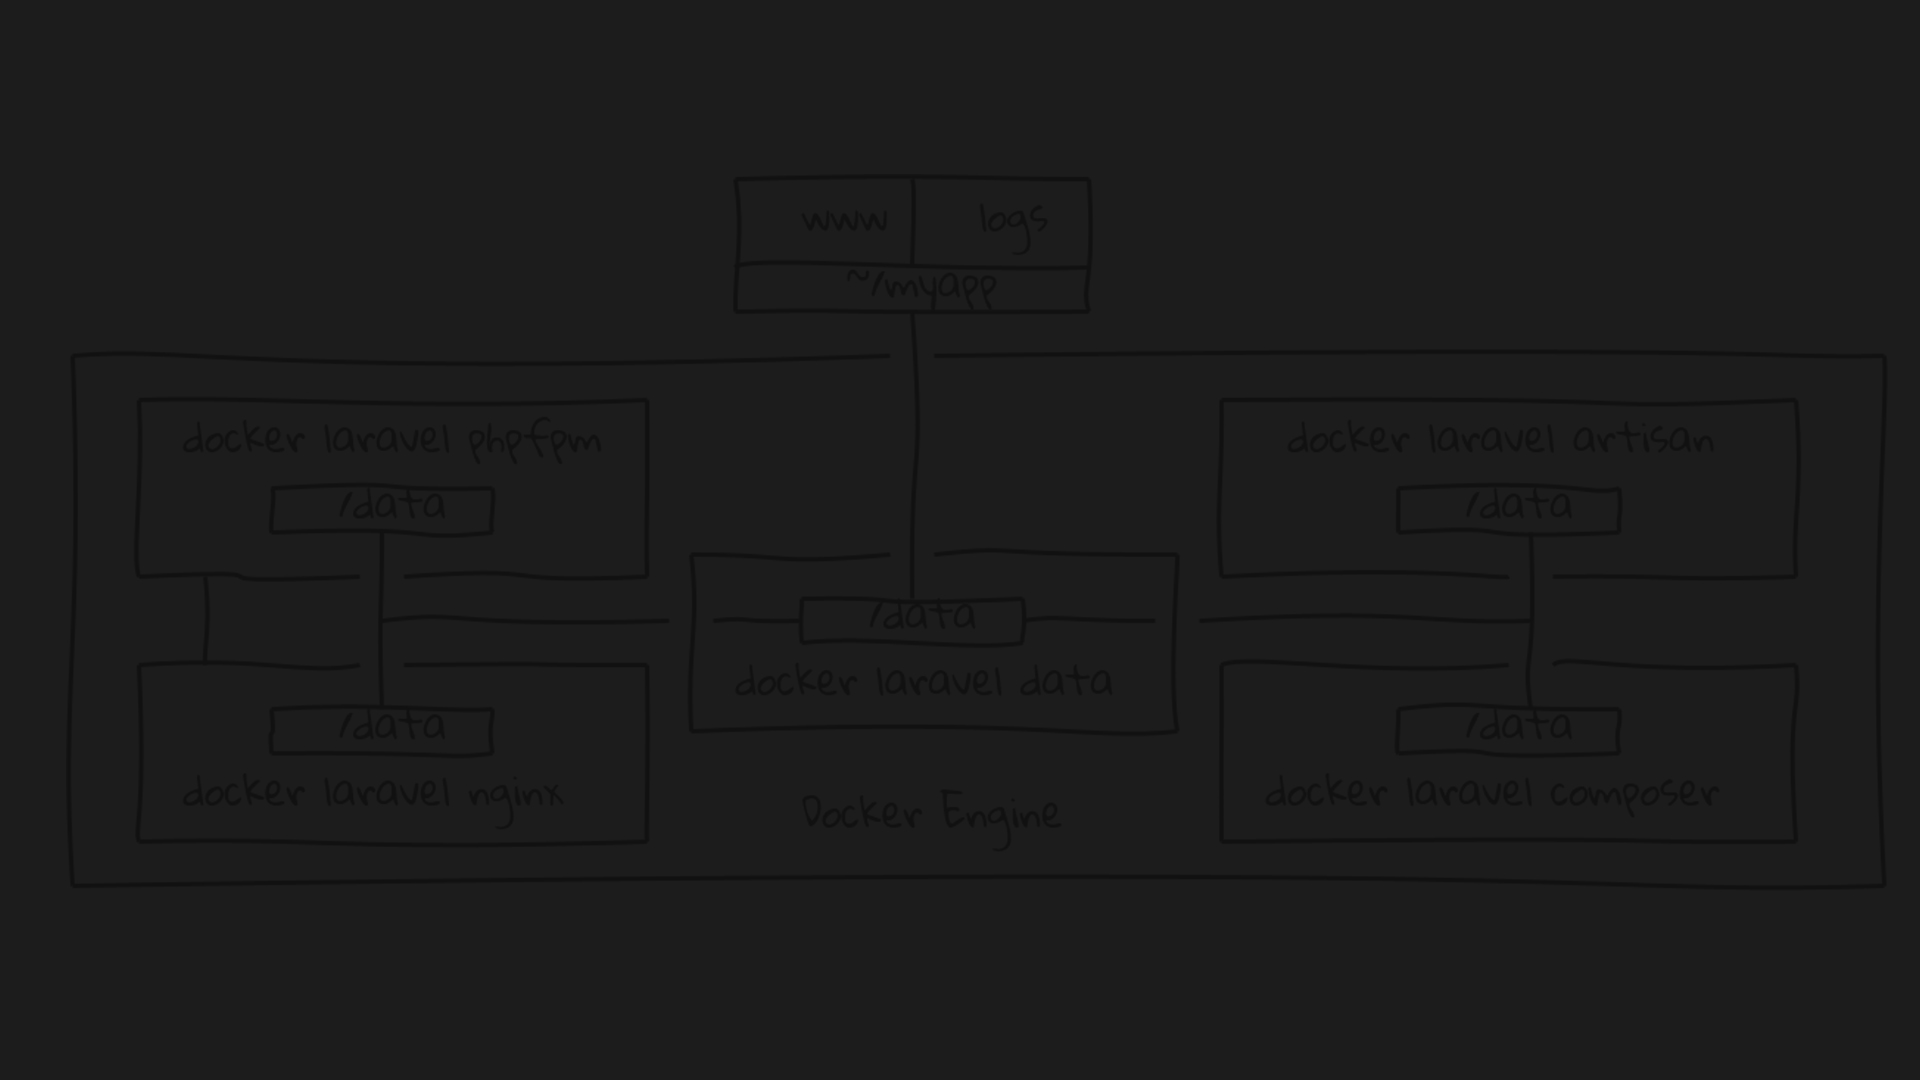 www logs
~/myapp
docker laravel phpfpm
/data
docker laravel artisan
/data
/data
docker laravel data
/data
docker laravel nginx
/data
docker laravel composer
Docker Engine